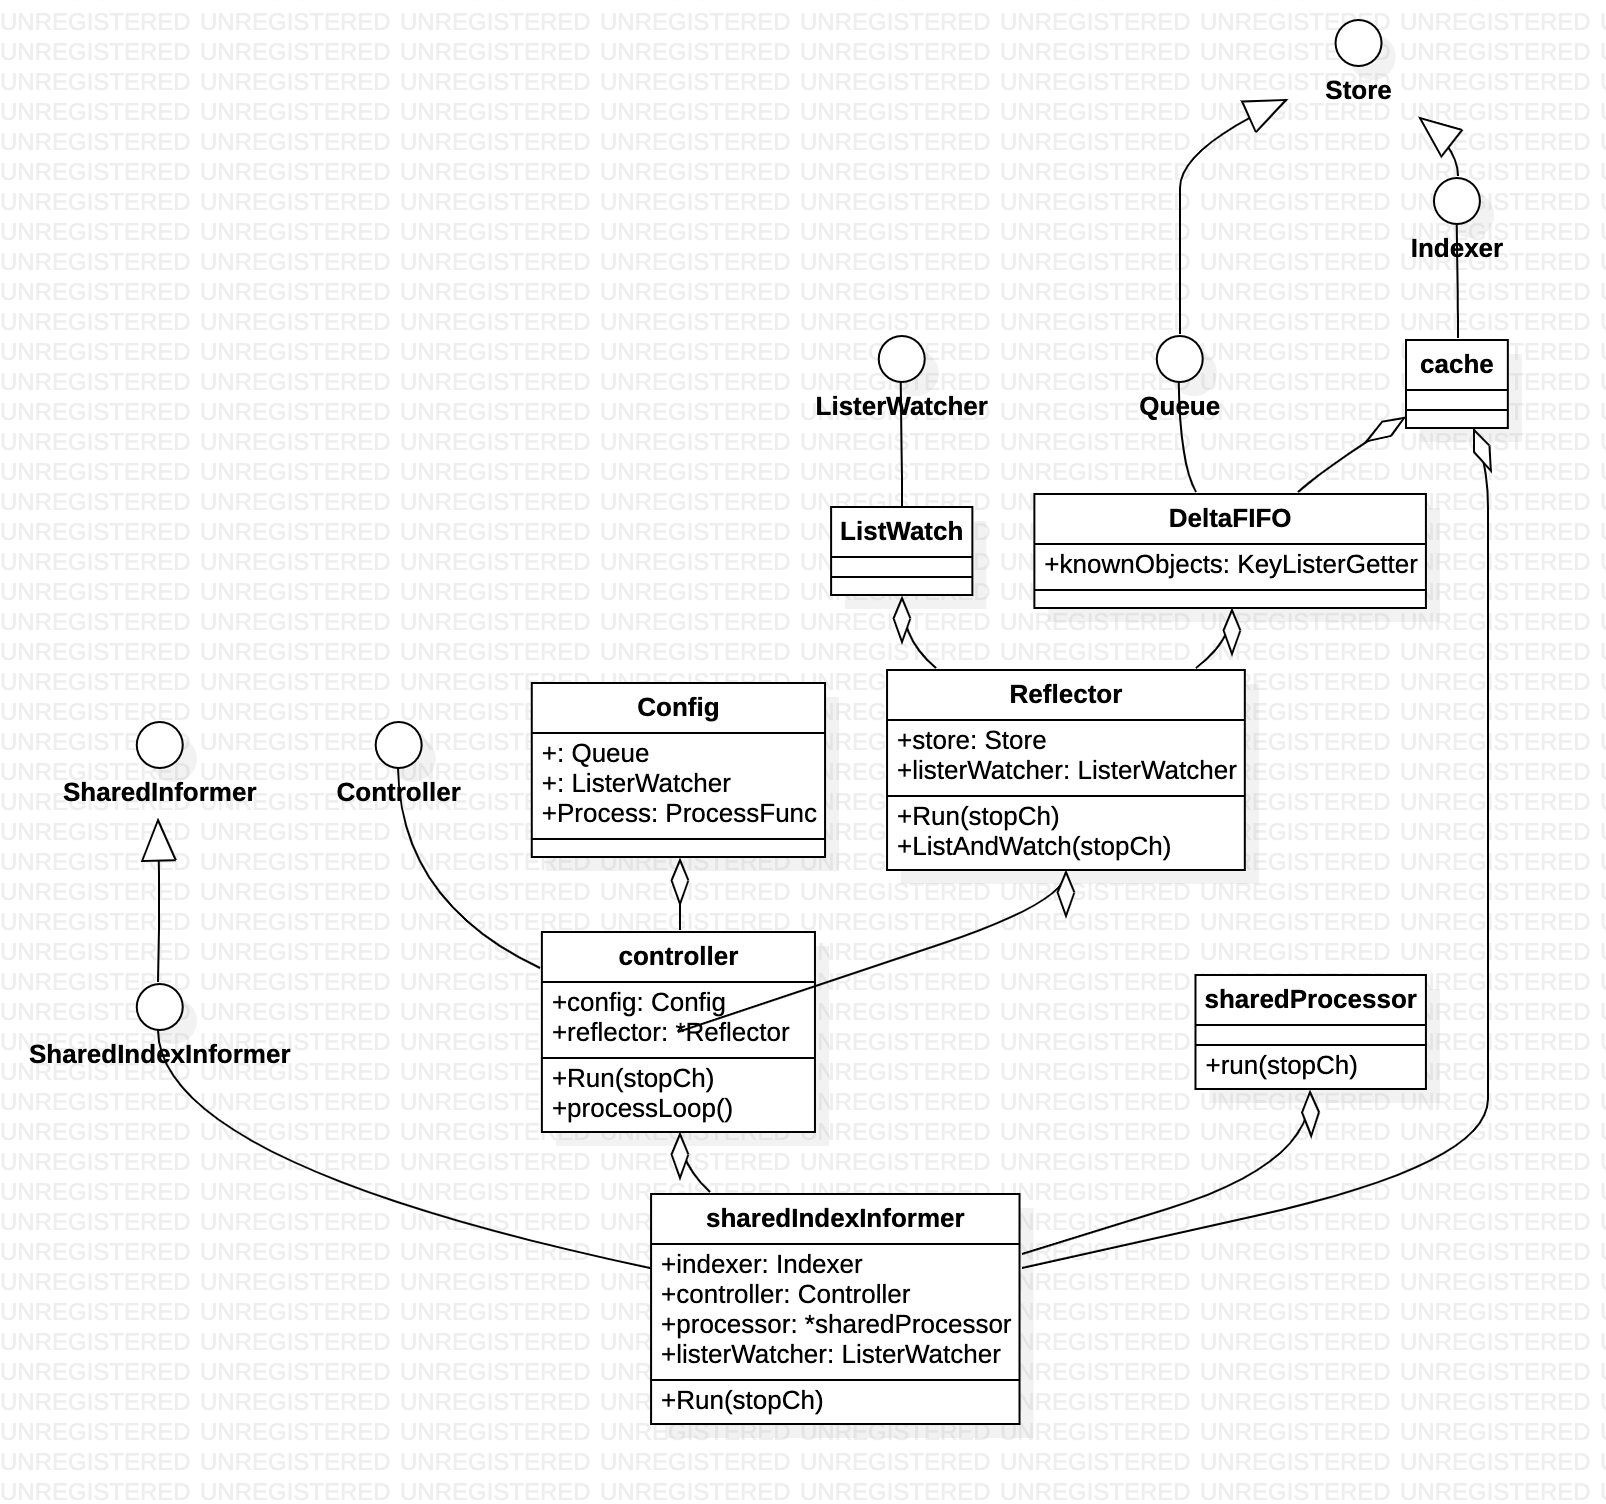 Store
Indexer
ListerWatcher
Queue
cache
ListWatch
DeltaFIFO
+knownObjects: KeyListerGetter
Config
+: Queue
+: ListerWatcher
+Process: ProcessFunc
Reflector
+store: Store
+listerWatcher: ListerWatcher
+Run(stopCh)
+ListAndWatch(stopCh)
SharedInformer
Controller
controller
+config: Config
+reflector: *Reflector
+Run(stopCh)
+processLoop()
sharedProcessor
+run(stopCh)
SharedIndexInformer
sharedIndexInformer
+indexer: Indexer
+controller: Controller
+processor: *sharedProcessor
+listerWatcher: ListerWatcher
+Run(stopCh)
UNREGISTERED